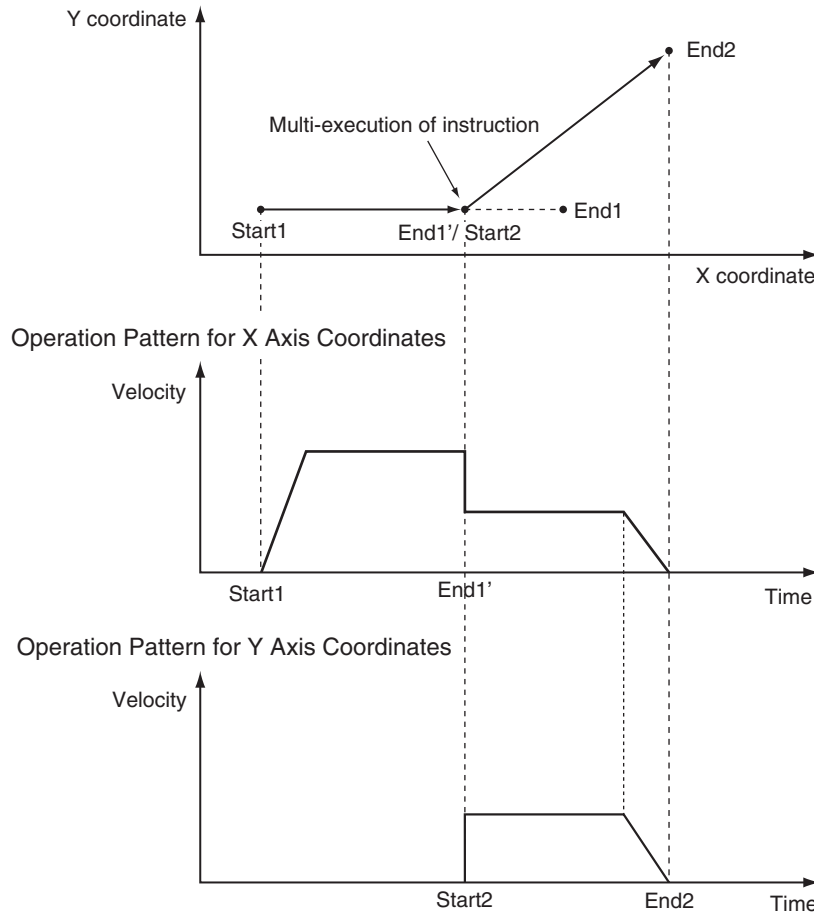 Y coordinate
End2
Multi-execution of instruction
End1
Start1
End1’/ Start2
X coordinate
Operation Pattern for X Axis Coordinates
Velocity
Start1
End1’
Time
Operation Pattern for Y Axis Coordinates
Velocity
Start2
End2
Time